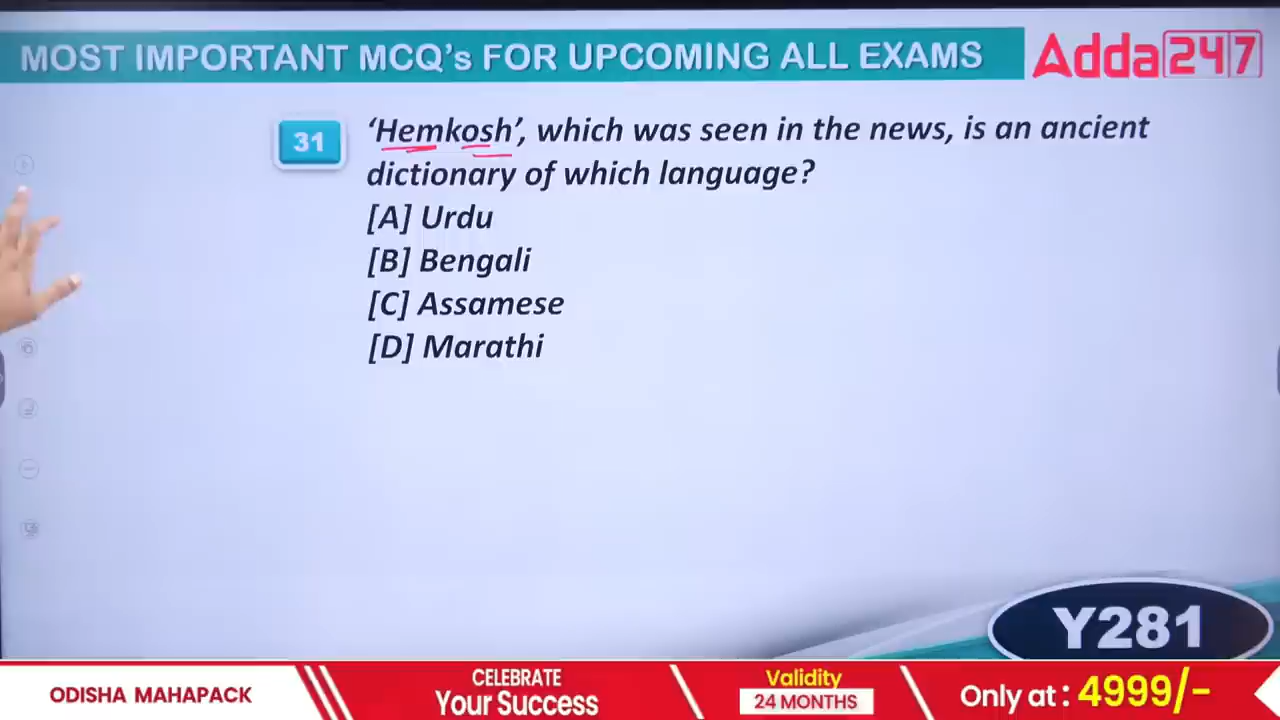 MOST IMPORTANT MCQ's FOR UPCOMING ALL EXAMS
Adda247
31
‘Hemkosh’, which was seen in the news, is an ancient
dictionary of which language?
[A] Urdu
[B] Bengali
[C] Assamese
[D] Marathi
Y281
ODISHA MAHAPACK
CELEBRATE
Your Success
Validity
24 MONTHS
Only at : 4999/-